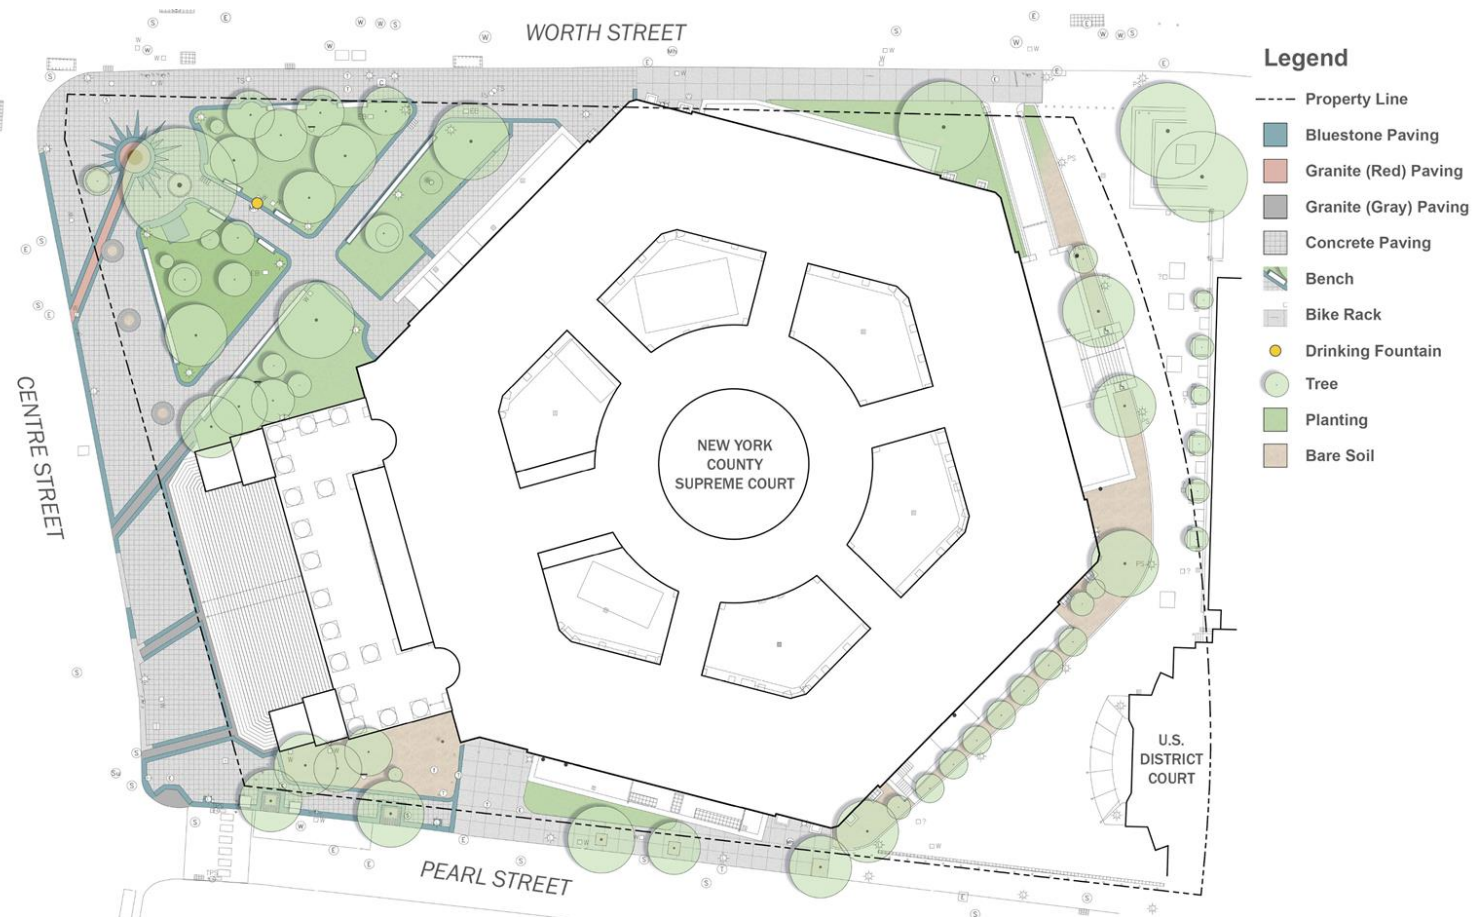 WORTH STREET
Legend
Property Line
Bluestone Paving
Granite (Red) Paving
Granite (Gray) Paving
Concrete Paving
Bench
Bike Rack
Drinking Fountain
Tree
Planting
Bare Soil
CENTRE STREET
NEW YORK
COUNTY
SUPREME COURT
U.S.
DISTRICT
COURT
PEARL STREET